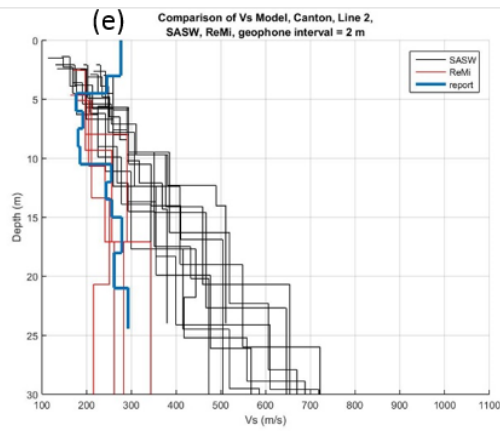 (e)
Comparison of Vs Model, Canton, Line 2,
SASW, ReMi, geophone interval = 2 m
SASW
ReMi
report
0
5
10
15
20
25
30
Depth (m)
100 200 300 400 500 600 700 800 900 1000 1100
Vs (m/s)